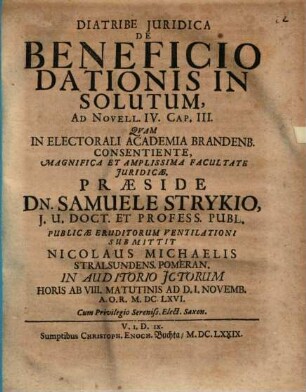 DIATRIBE JURIDICA
DE
BENEFICIO
DATIONIS IN
SOLUTUM,
AD NOVELL. IV. CAP. III.
QVAM
IN ELECTORALI ACADEMIA BRANDENB.
CONSENTIENTE,
MAGNIFICA ET AMPLISSIMA FACULTATE
JURIDICÆ,
PRÆSIDE
DN. SAMUELE STRYKIO,
J. U. DOCT. ET PROFESS. PUBL.
PUBLICÆ ERUDITORUM VENTILATIONI
SUBMITTIT
NICOLAUS MICHAELIS
STRALSUNDENS. POMERAN.
IN AUDITORIO JCTORUM
HORIS AB VIII. MATUTINIS AD D. I. NOVEMB.
A. O. R. M. DC LXVI.
Cum Privilegio Sereniss. Elect. Saxon.
V. I, D. IX.
Sumptibus CHRISTOPH. ENOCH. Buchta/ M. DC. LXXIX.